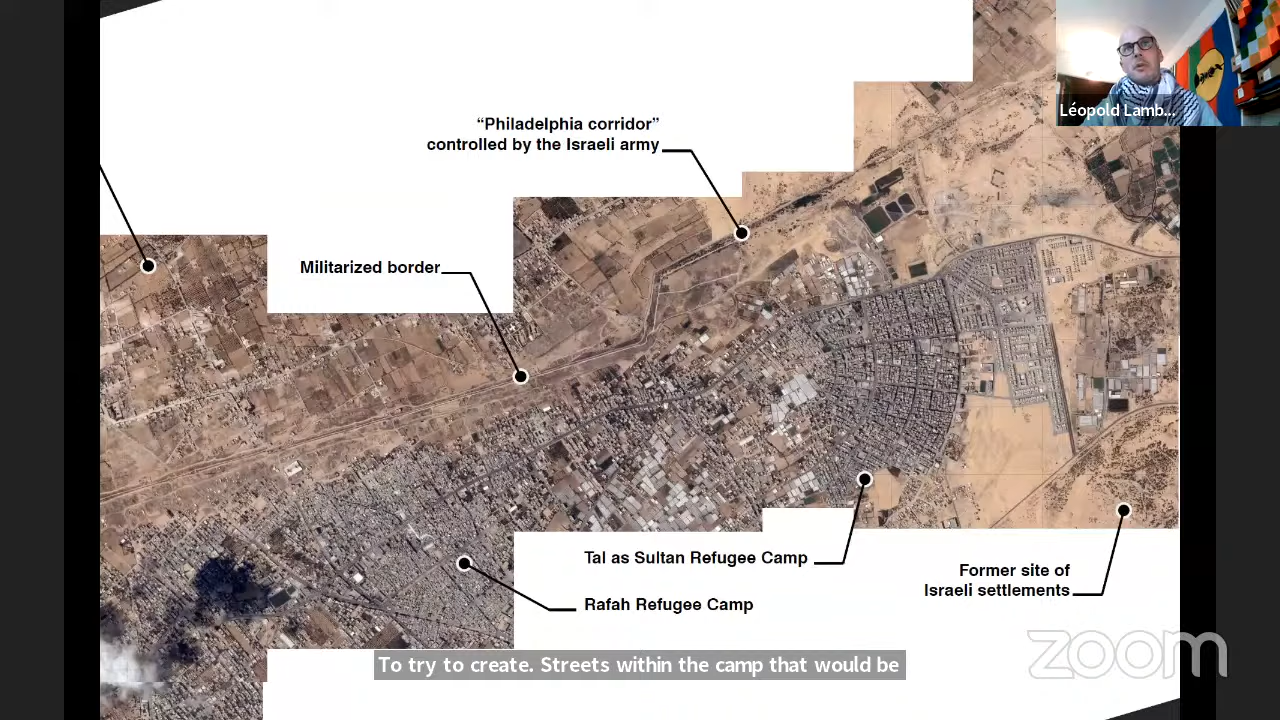 Léopold Lamb...
“Philadelphia corridor”
controlled by the Israeli army
Militarized border
Tal as Sultan Refugee Camp
Former site of
Israeli settlements
Rafah Refugee Camp
To try to create. Streets within the camp that would be
zoom